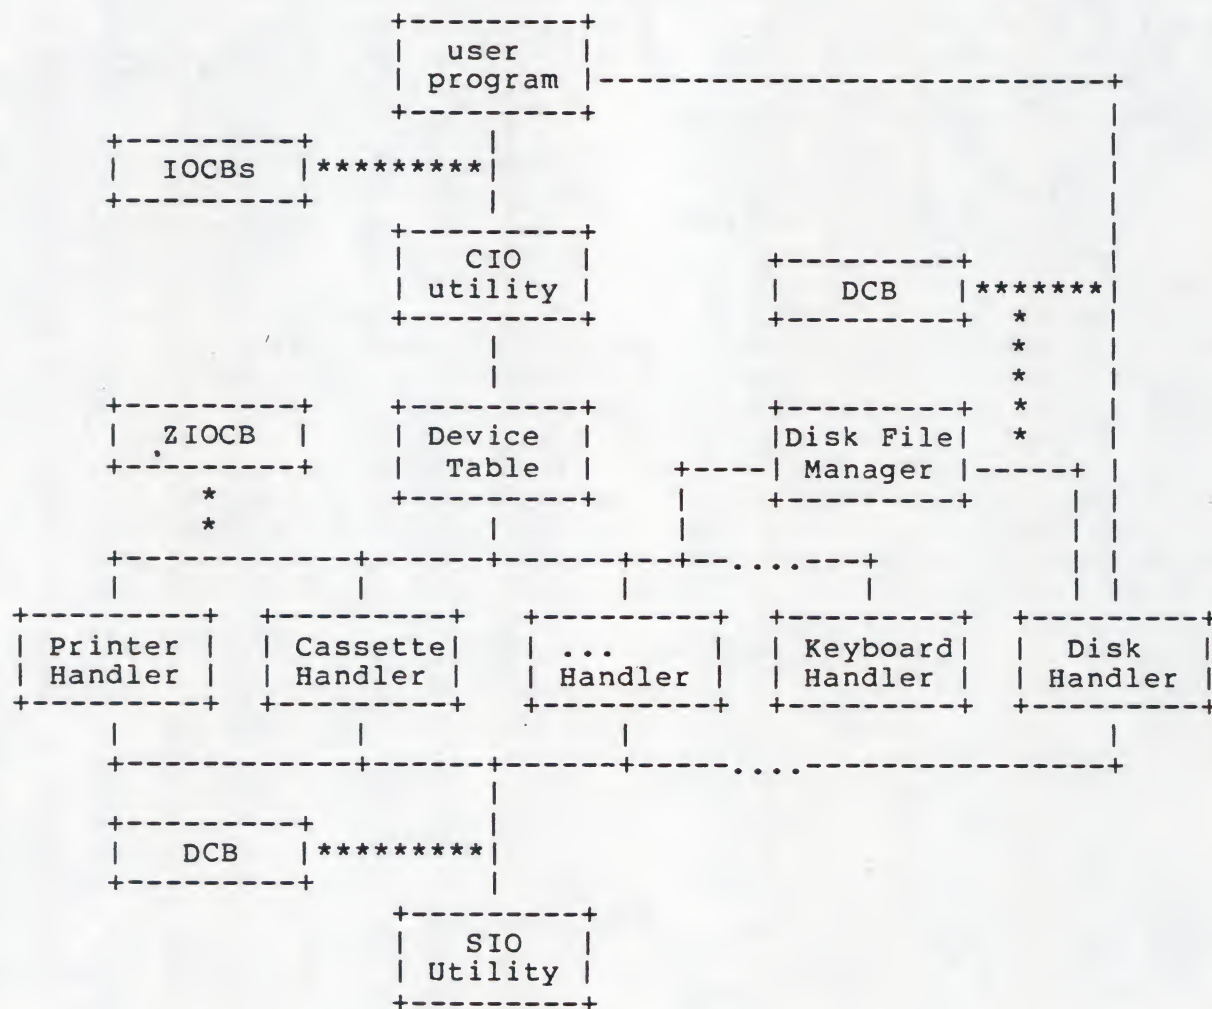 user
program
IOCBs
CIO
utility
DCB
ZIOCB
Device
Table
Disk File
Manager
....
Printer
Handler
Cassette
Handler
...
Handler
Keyboard
Handler
Disk
Handler
....
DCB
SIO
Utility